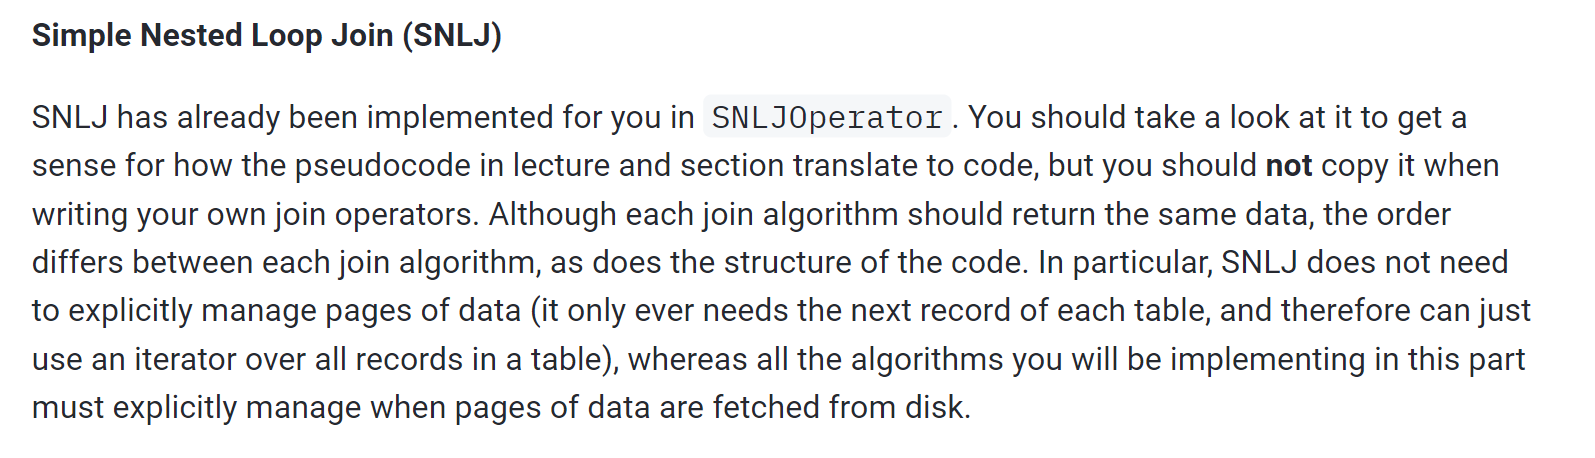 Simple Nested Loop Join (SNLJ)
SNLJ has already been implemented for you in SNLJOperator. You should take a look at it to get a
sense for how the pseudocode in lecture and section translate to code, but you should not copy it when
writing your own join operators. Although each join algorithm should return the same data, the order
differs between each join algorithm, as does the structure of the code. In particular, SNLJ does not need
to explicitly manage pages of data (it only ever needs the next record of each table, and therefore can just
use an iterator over all records in a table), whereas all the algorithms you will be implementing in this part
must explicitly manage when pages of data are fetched from disk.